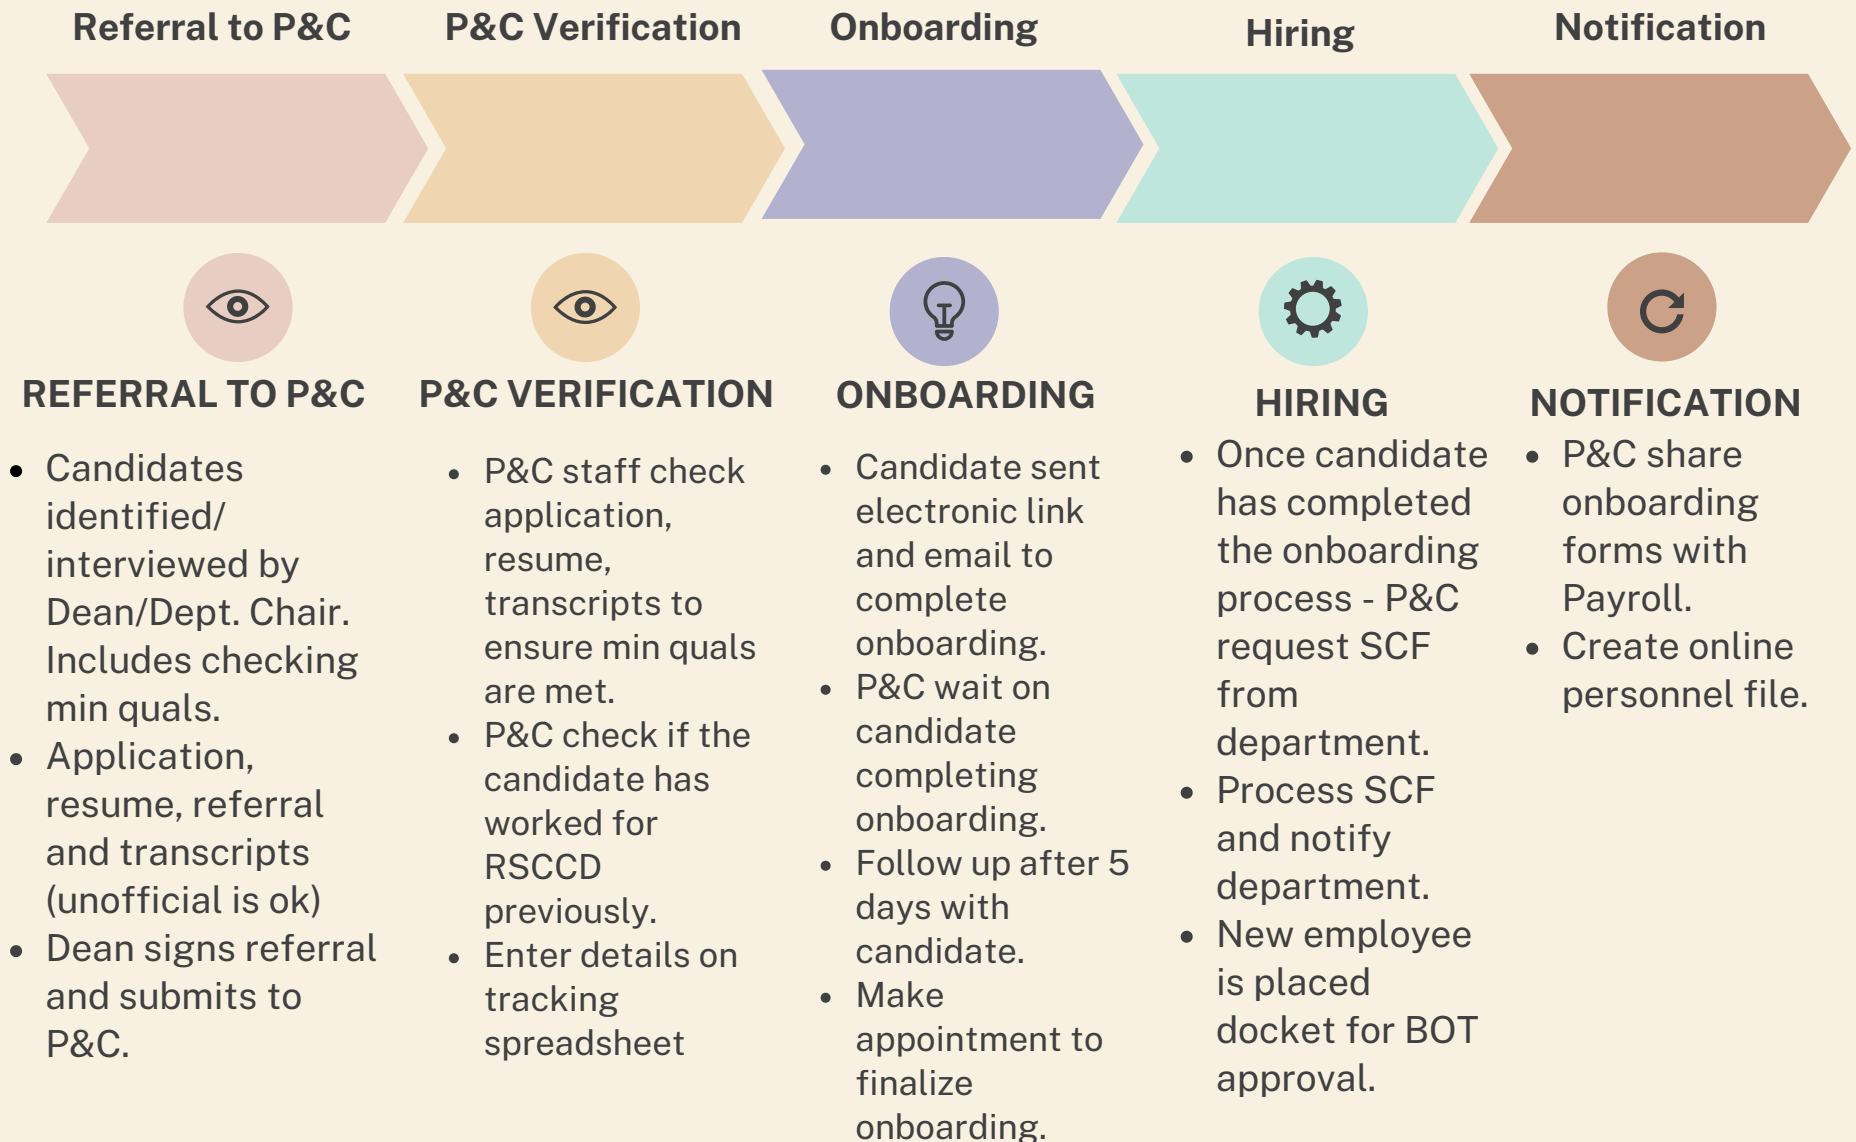 Referral to P&C
P&C Verification
Onboarding
Hiring
Notification
REFERRAL TO P&C
• Candidates
identified/
interviewed by
Dean/Dept. Chair.
Includes checking
min quals.
• Application,
resume, referral
and transcripts
(unofficial is ok)
• Dean signs referral
and submits to
P&C.
P&C VERIFICATION
• P&C staff check
application,
resume,
transcripts to
ensure min quals
are met.
• P&C check if the
candidate has
worked for
RSCCD
previously.
• Enter details on
tracking
spreadsheet
ONBOARDING
• Candidate sent
electronic link
and email to
complete
onboarding.
• P&C wait on
candidate
completing
onboarding.
• Follow up after 5
days with
candidate.
• Make
appointment to
finalize
onboarding.
HIRING
• Once candidate
has completed
the onboarding
process - P&C
request SCF
from
department.
• Process SCF
and notify
department.
• New employee
is placed
docket for BOT
approval.
NOTIFICATION
• P&C share
onboarding
forms with
Payroll.
• Create online
personnel file.